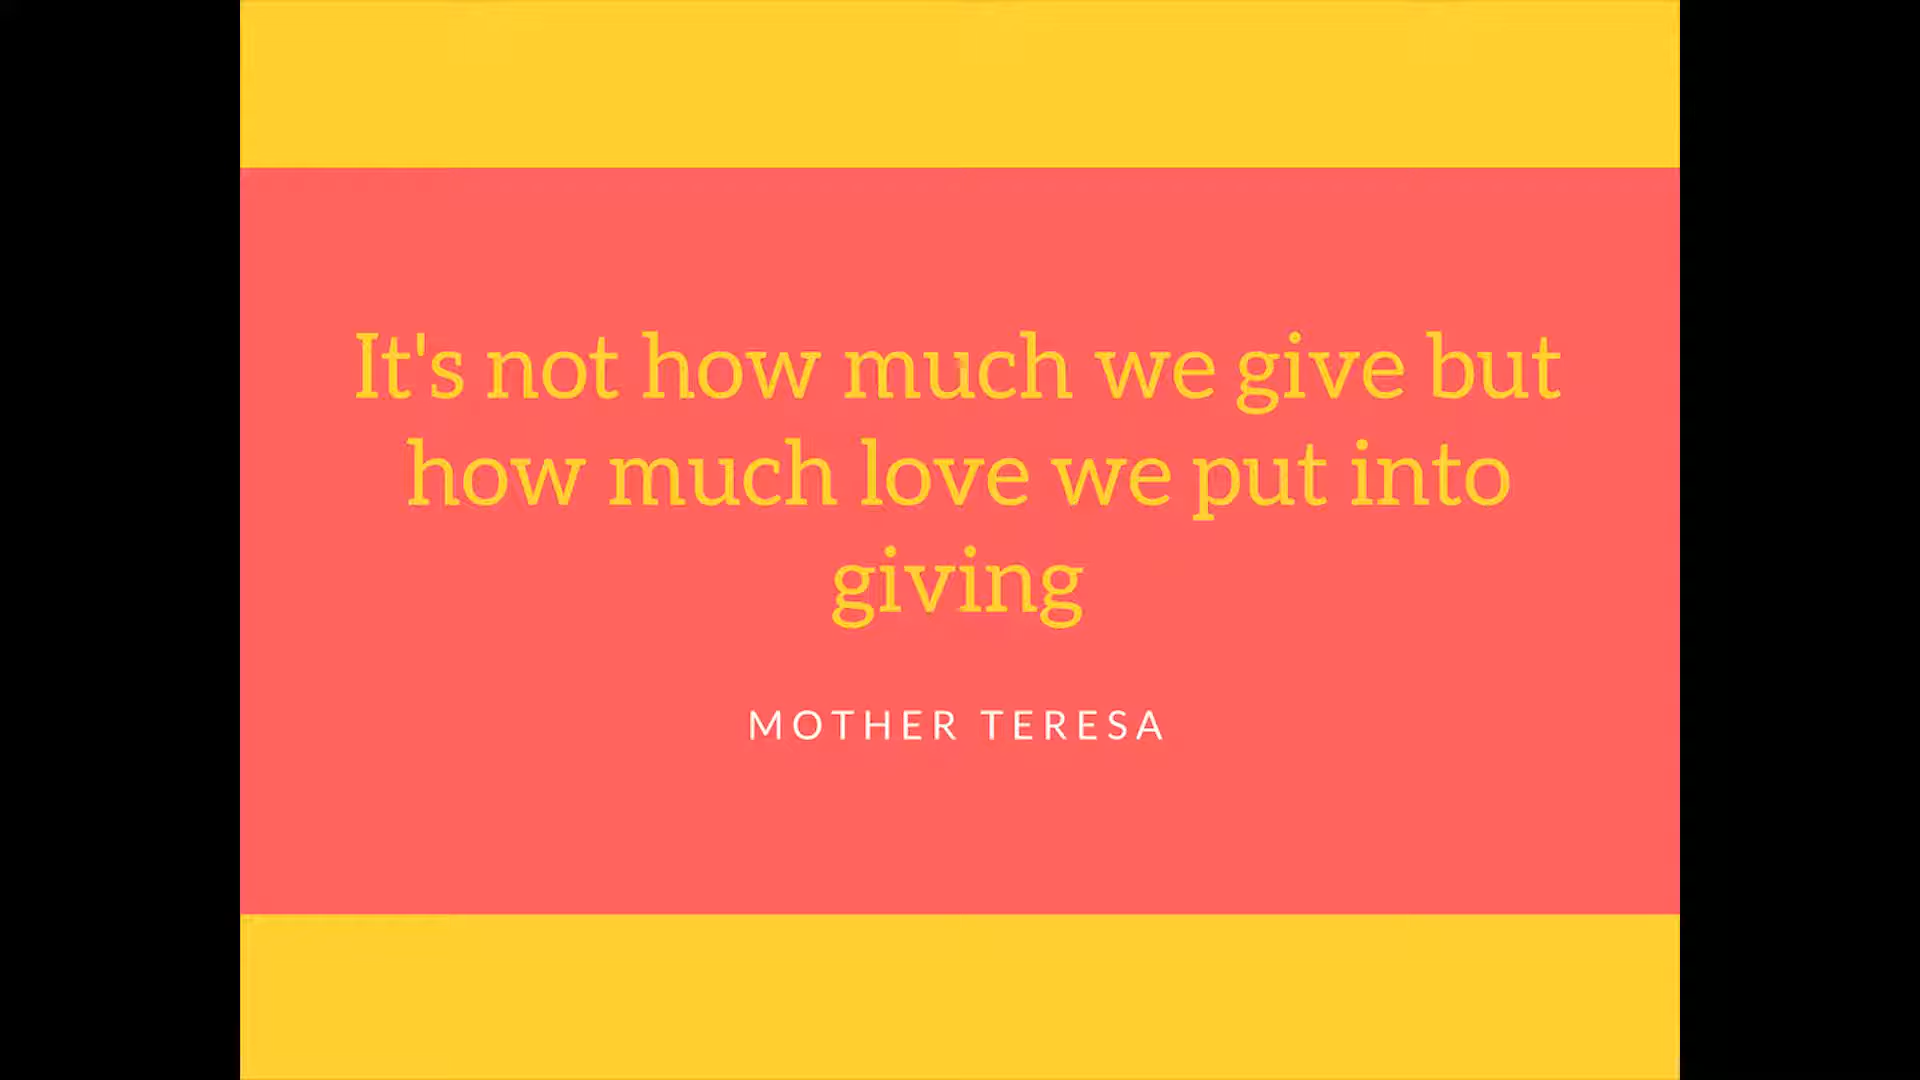 It's not how much we give but
how much love we put into
giving
MOTHER TERESA